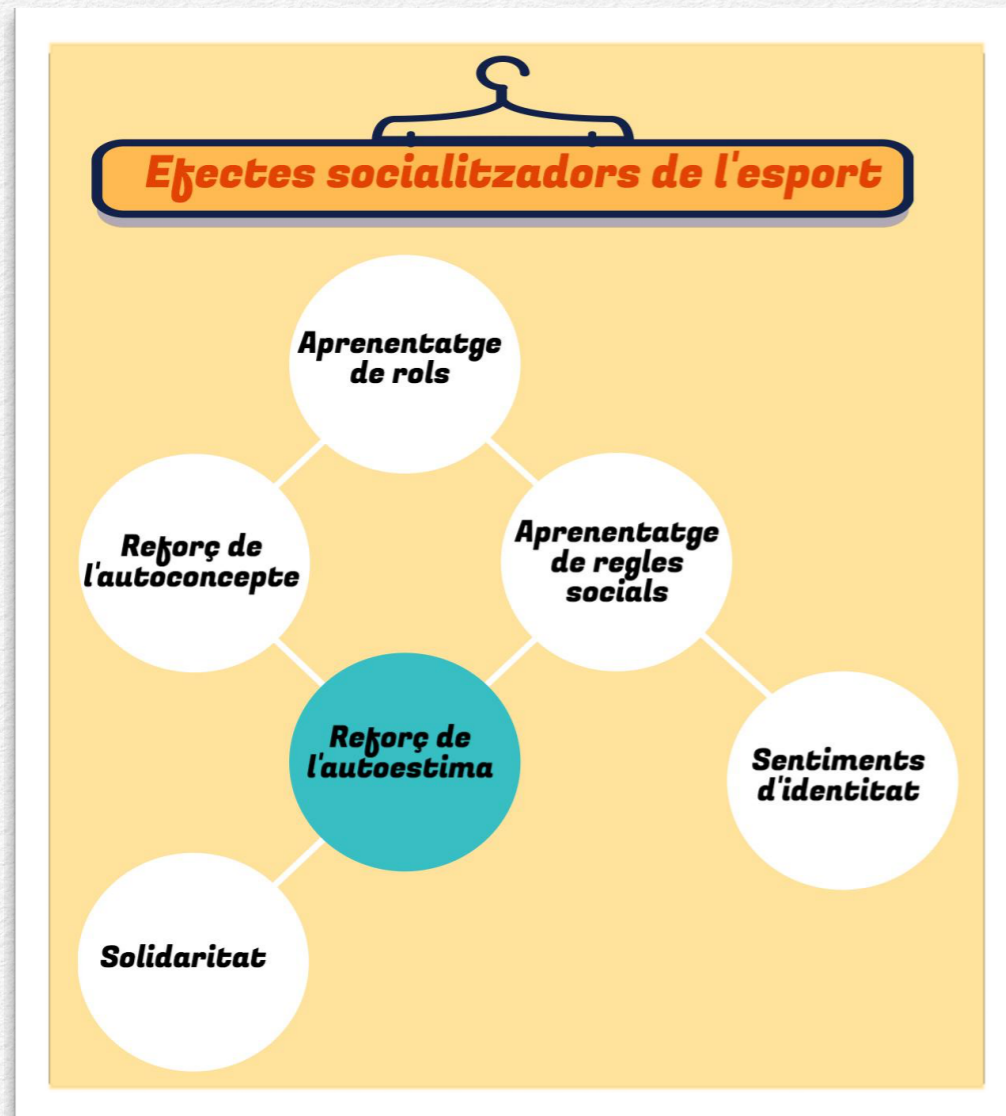 Efectes socialitzadors de l'esport
Aprenentatge
de rols
Reforç de
l'autoconcepte
Aprenentatge
de regles
socials
Reforç de
l'autoestima
Sentiments
d'identitat
Solidaritat